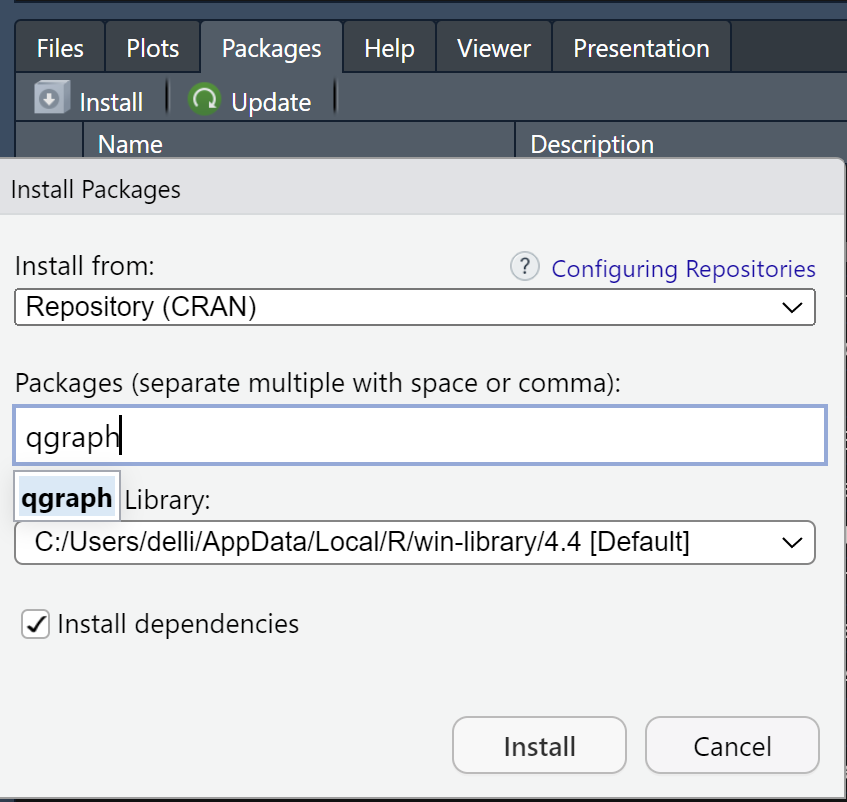 Files Plots Packages Help Viewer Presentation
Install Update
Name Description
Install Packages
Install from: ? Configuring Repositories
Repository (CRAN)
Packages (separate multiple with space or comma):
qgraph
qgraph Library:
C:/Users/delli/AppData/Local/R/win-library/4.4 [Default]
Install dependencies
Install Cancel